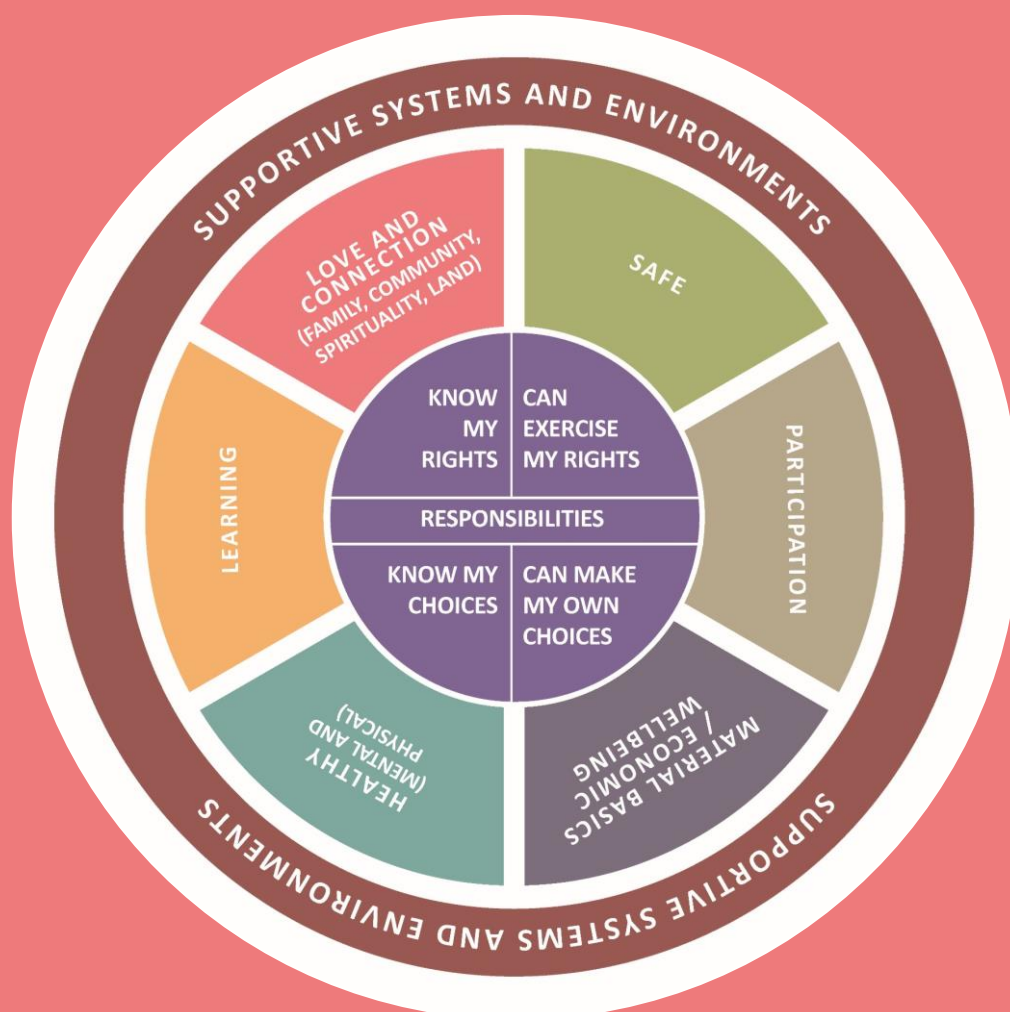 SUPPORTIVE SYSTEMS AND ENVIRONMENTS
LOVE AND
CONNECTION
(FAMILY, COMMUNITY,
SPIRITUALITY, LAND)
SAFE
PARTICIPATION
MATERIAL BASICS
/ ECONOMIC
WELLBEING
HEALTHY
(MENTAL AND
PHYSICAL)
LEARNING
KNOW
MY
RIGHTS
CAN
EXERCISE
MY RIGHTS
RESPONSIBILITIES
KNOW MY
CHOICES
CAN MAKE
MY OWN
CHOICES
SUPPORTIVE SYSTEMS AND ENVIRONMENTS